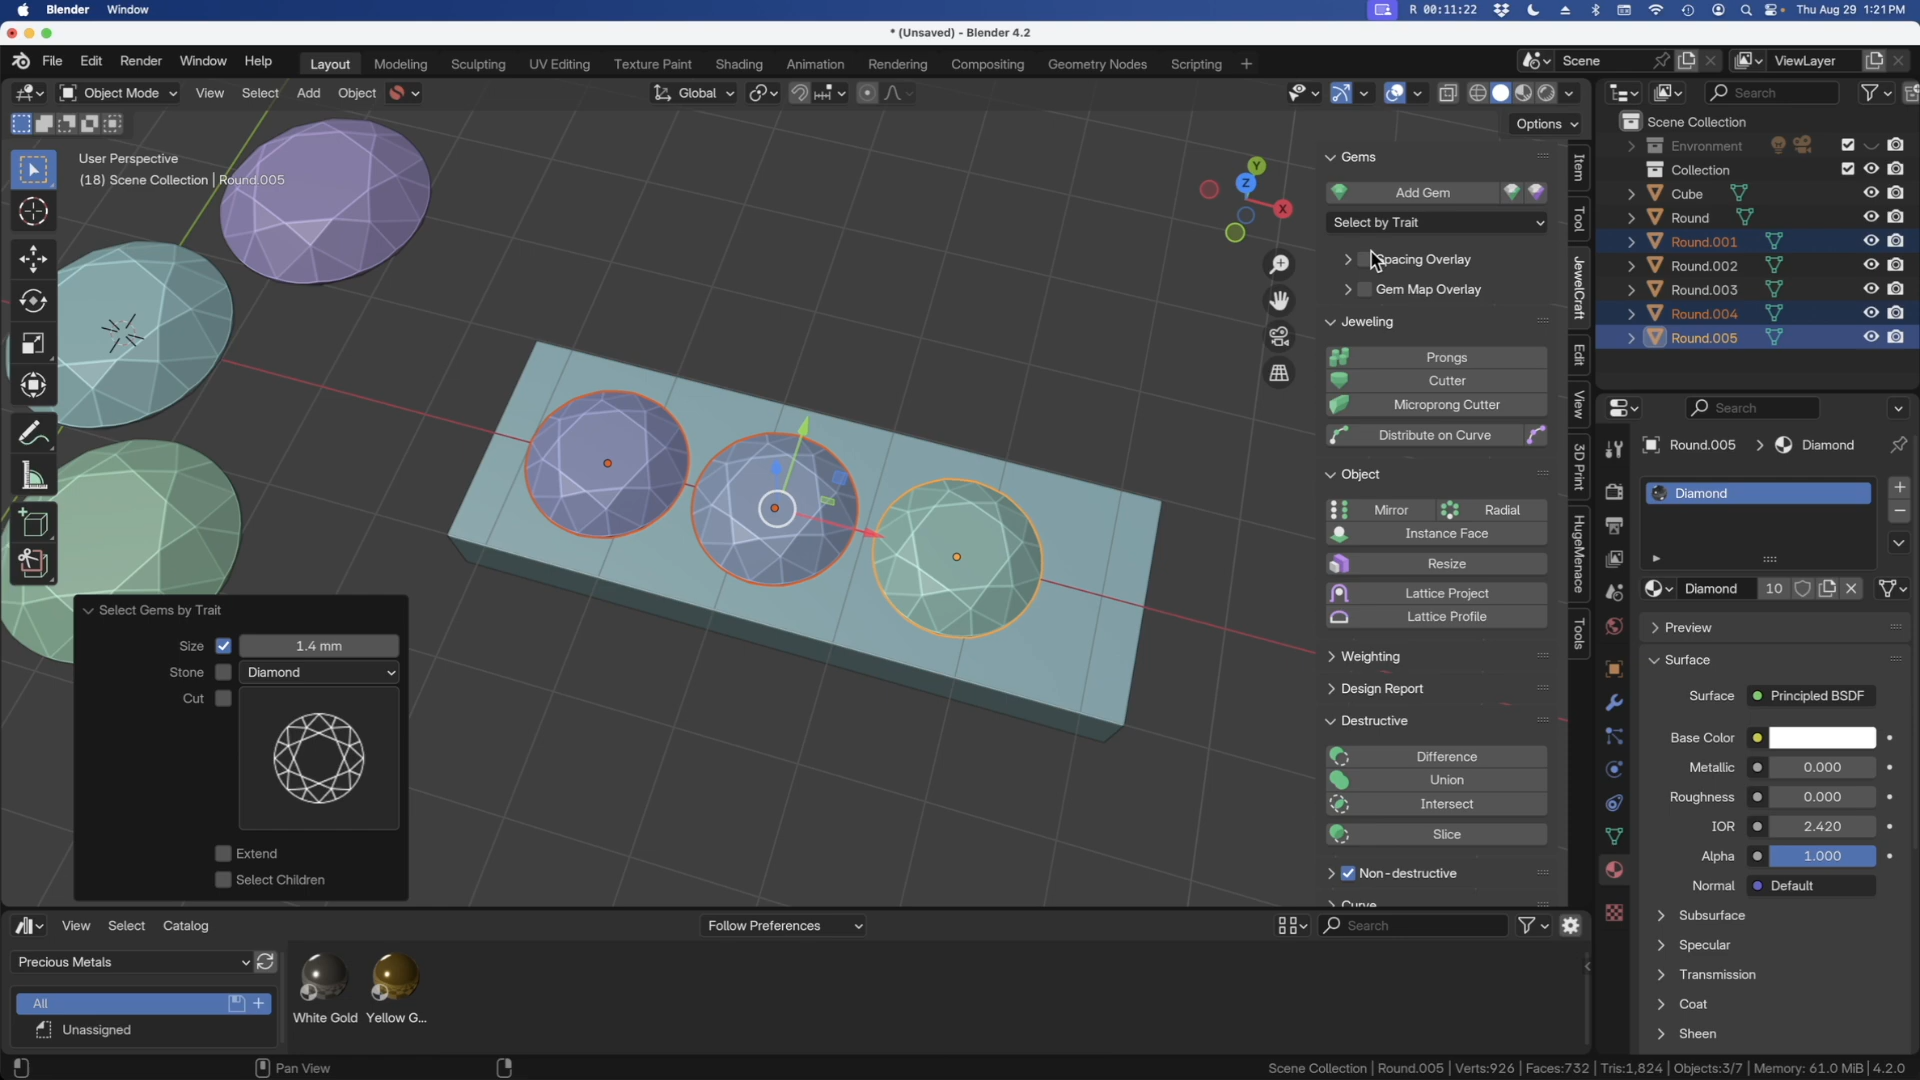 Blender Window
R 00:11:22 Thu Aug 29 1:21PM
* (Unsaved) - Blender 4.2
File Edit Render Window Help Layout Modeling Sculpting UV Editing Texture Paint Shading Animation Rendering Compositing Geometry Nodes Scripting + Scene ViewLayer
Object Mode View Select Add Object Global Search
Options
User Perspective
(18) Scene Collection | Round.005
Y
Z
X
Gems
Add Gem
Select by Trait
Spacing Overlay
Gem Map Overlay
Jeweling
Prongs
Cutter
Microprong Cutter
Distribute on Curve
Object
Mirror Radial
Instance Face
Resize
Lattice Project
Lattice Profile
Weighting
Design Report
Destructive
Difference
Union
Intersect
Slice
Non-destructive
Curve
Item
Tool
JewelCraft
Edit
View
3D Print
HugeMenace
Tools
Scene Collection
Environment
Collection
Cube
Round
Round.001
Round.002
Round.003
Round.004
Round.005
Search
Round.005 > Diamond
Diamond
Diamond 10
Preview
Surface
Surface Principled BSDF
Base Color
Metallic 0.000
Roughness 0.000
IOR 2.420
Alpha 1.000
Normal Default
Subsurface
Specular
Transmission
Coat
Sheen
Select Gems by Trait
Size 1.4 mm
Stone Diamond
Cut
Extend
Select Children
View Select Catalog Follow Preferences Search
Precious Metals
All
Unassigned
White Gold Yellow G...
Pan View
Scene Collection | Round.005 | Verts:926 | Faces:732 | Tris:1,824 | Objects:3/7 | Memory: 61.0 MiB | 4.2.0